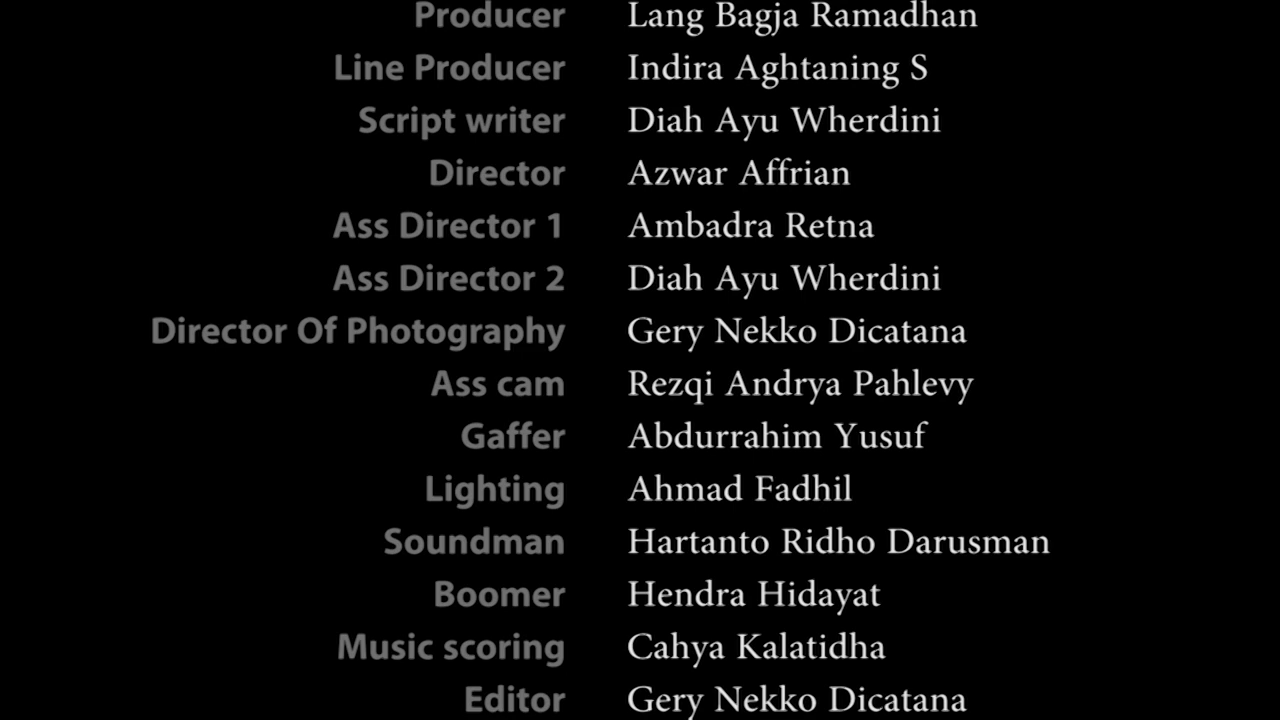 Producer Lang Bagja Ramadhan
Line Producer Indira Aghtaning S
Script writer Diah Ayu Wherdini
Director Azwar Affrian
Ass Director 1 Ambadra Retna
Ass Director 2 Diah Ayu Wherdini
Director Of Photography Gery Nekko Dicatana
Ass cam Rezqi Andrya Pahlevy
Gaffer Abdurrahim Yusuf
Lighting Ahmad Fadhil
Soundman Hartanto Ridho Darusman
Boomer Hendra Hidayat
Music scoring Cahya Kalatidha
Editor Gery Nekko Dicatana